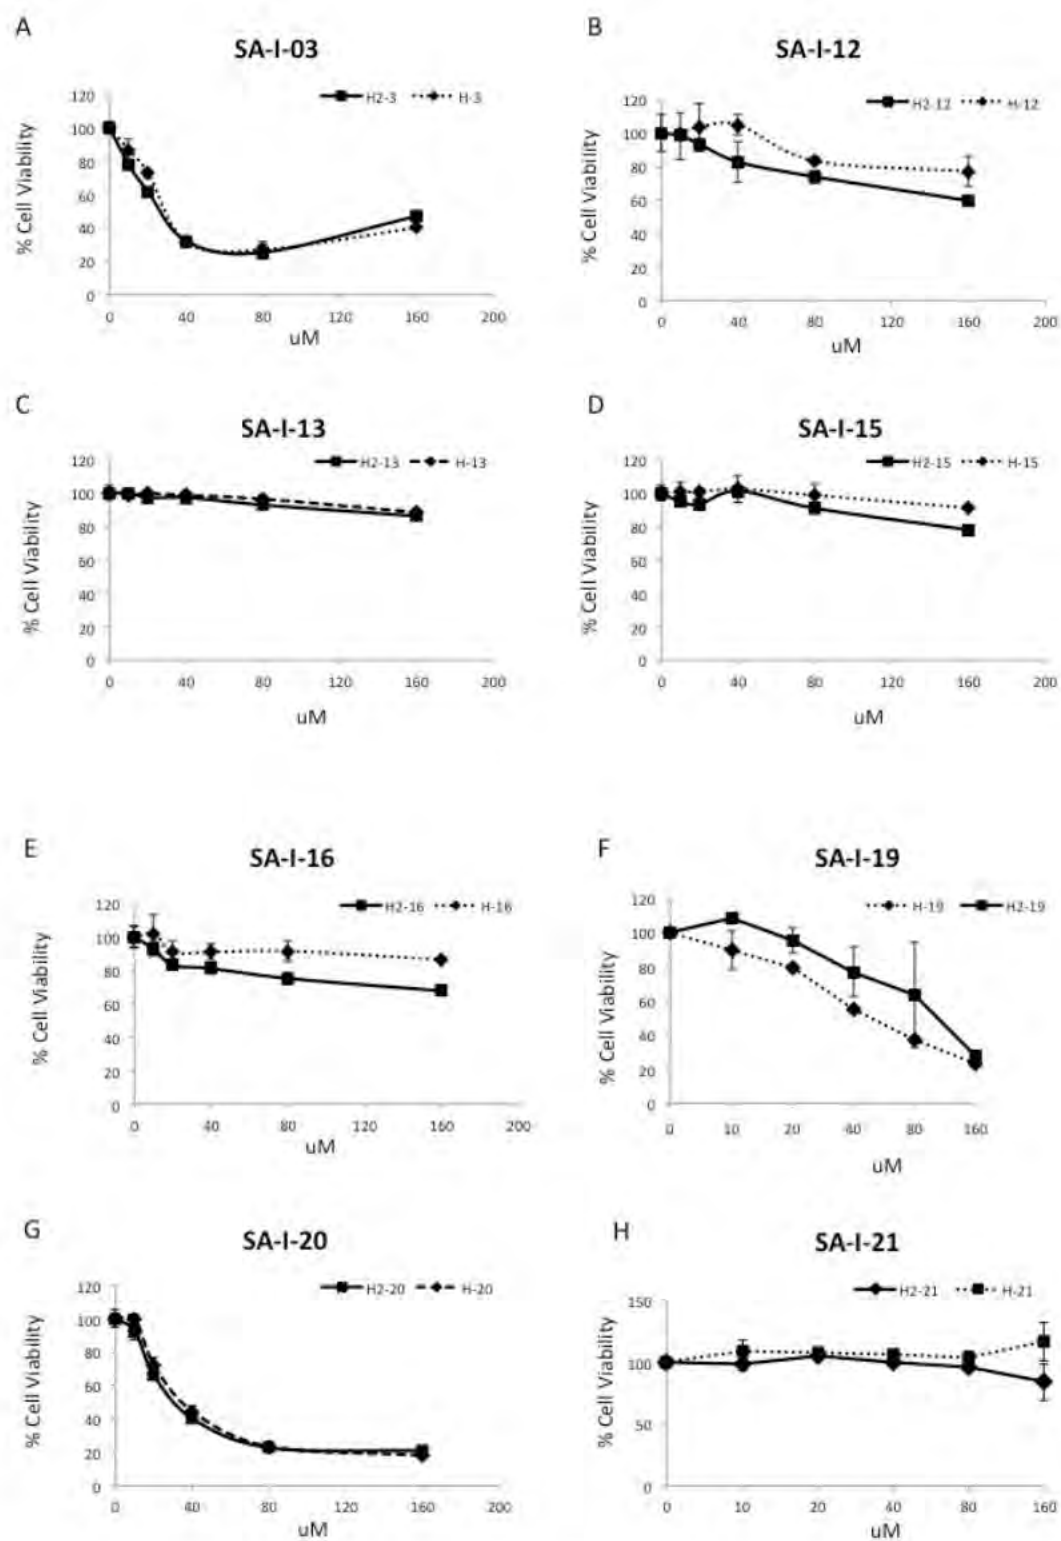 A
SA-I-03
H2-3 H-3
% Cell Viability
120
100
80
60
40
20
0
0 40 80 120 160 200
uM
B
SA-I-12
H2-12 H-12
% Cell Viability
120
100
80
60
40
20
0
0 40 80 120 160 200
uM
C
SA-I-13
H2-13 H-13
% Cell Viability
120
100
80
60
40
20
0
0 40 80 120 160 200
uM
D
SA-I-15
H2-15 H-15
% Cell Viability
120
100
80
60
40
20
0
0 40 80 120 160 200
uM
E
SA-I-16
H2-16 H-16
% Cell Viability
120
100
80
60
40
20
0
0 40 80 120 160 200
uM
F
SA-I-19
H-19 H2-19
% Cell Viability
120
100
80
60
40
20
0
0 10 20 40 80 160
uM
G
SA-I-20
H2-20 H-20
% Cell Viability
120
100
80
60
40
20
0
0 40 80 120 160 200
uM
H
SA-I-21
H2-21 H-21
% Cell Viability
150
100
50
0
0 10 20 40 80 160
uM